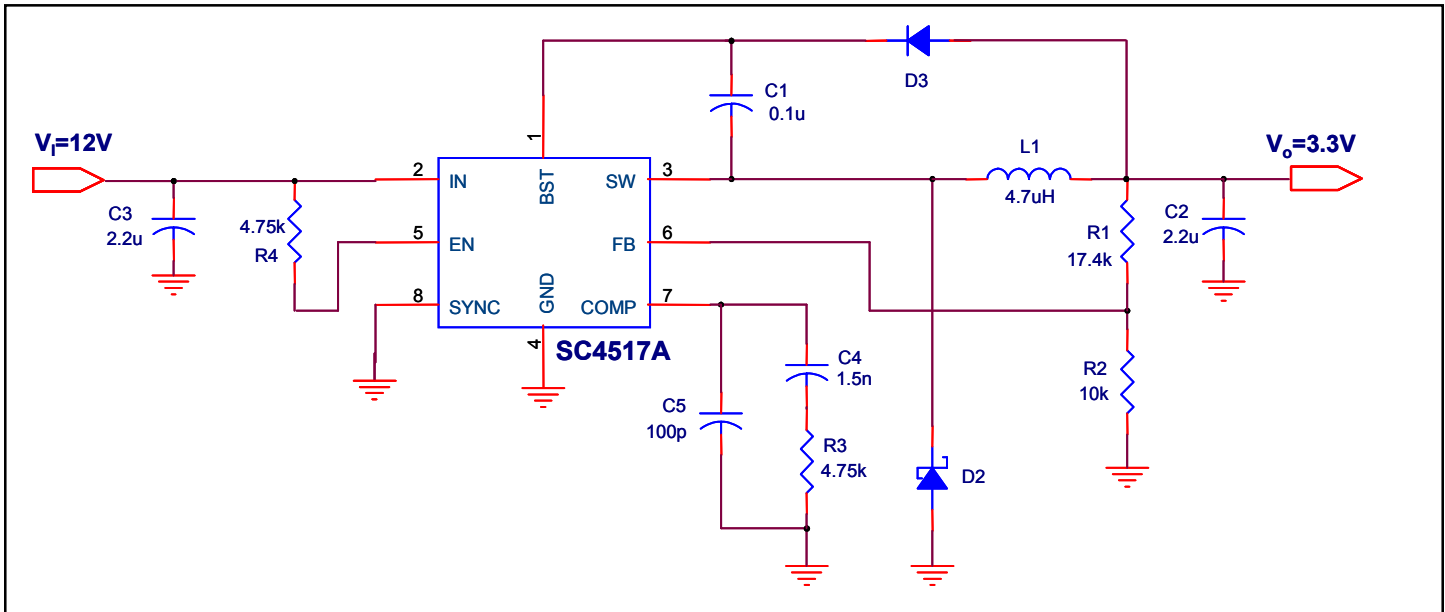 D3
C1
0.1u
V_I=12V
1
L1
V_o=3.3V
2
IN
BST
SW
3
4.7uH
C3
2.2u
4.75k
R4
5
EN
FB
6
R1
17.4k
C2
2.2u
8
SYNC
GND
COMP
7
4
SC4517A
C4
1.5n
R2
10k
C5
100p
R3
4.75k
D2